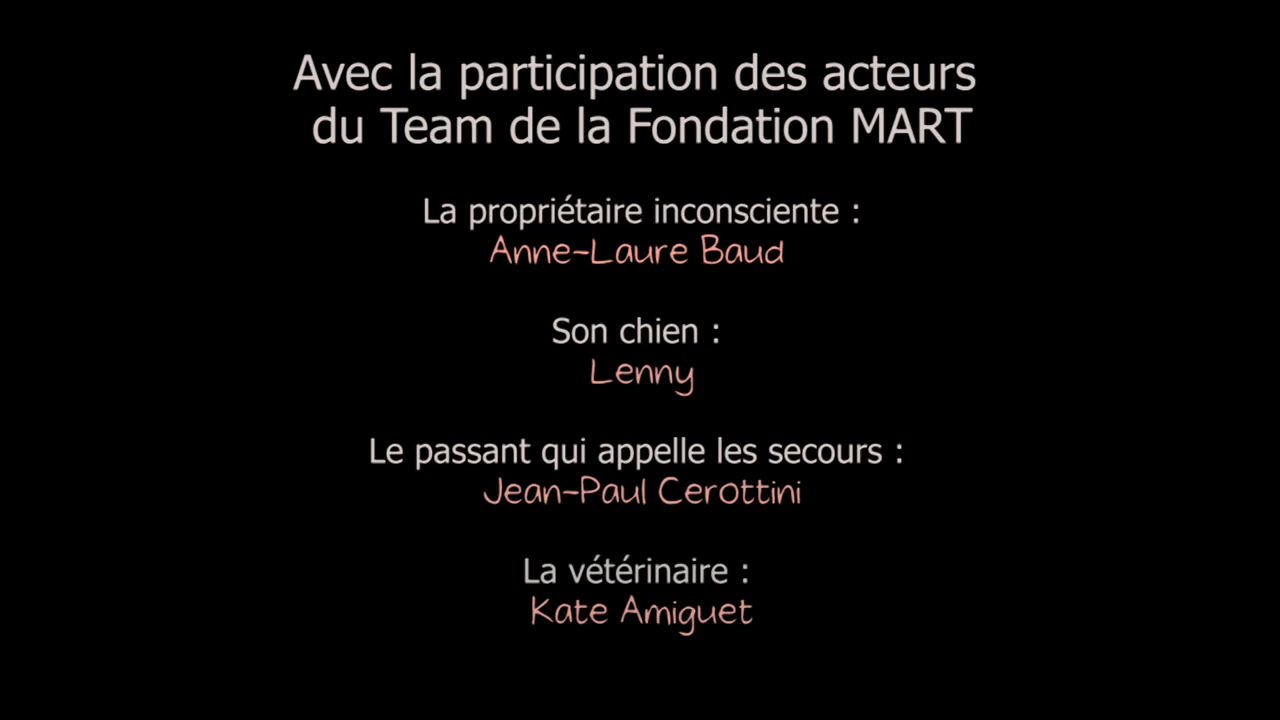 Avec la participation des acteurs
du Team de la Fondation MART
La propriétaire inconsciente :
Anne-Laure Baud
Son chien :
Lenny
Le passant qui appelle les secours :
Jean-Paul Cerottini
La vétérinaire :
Kate Amiguet